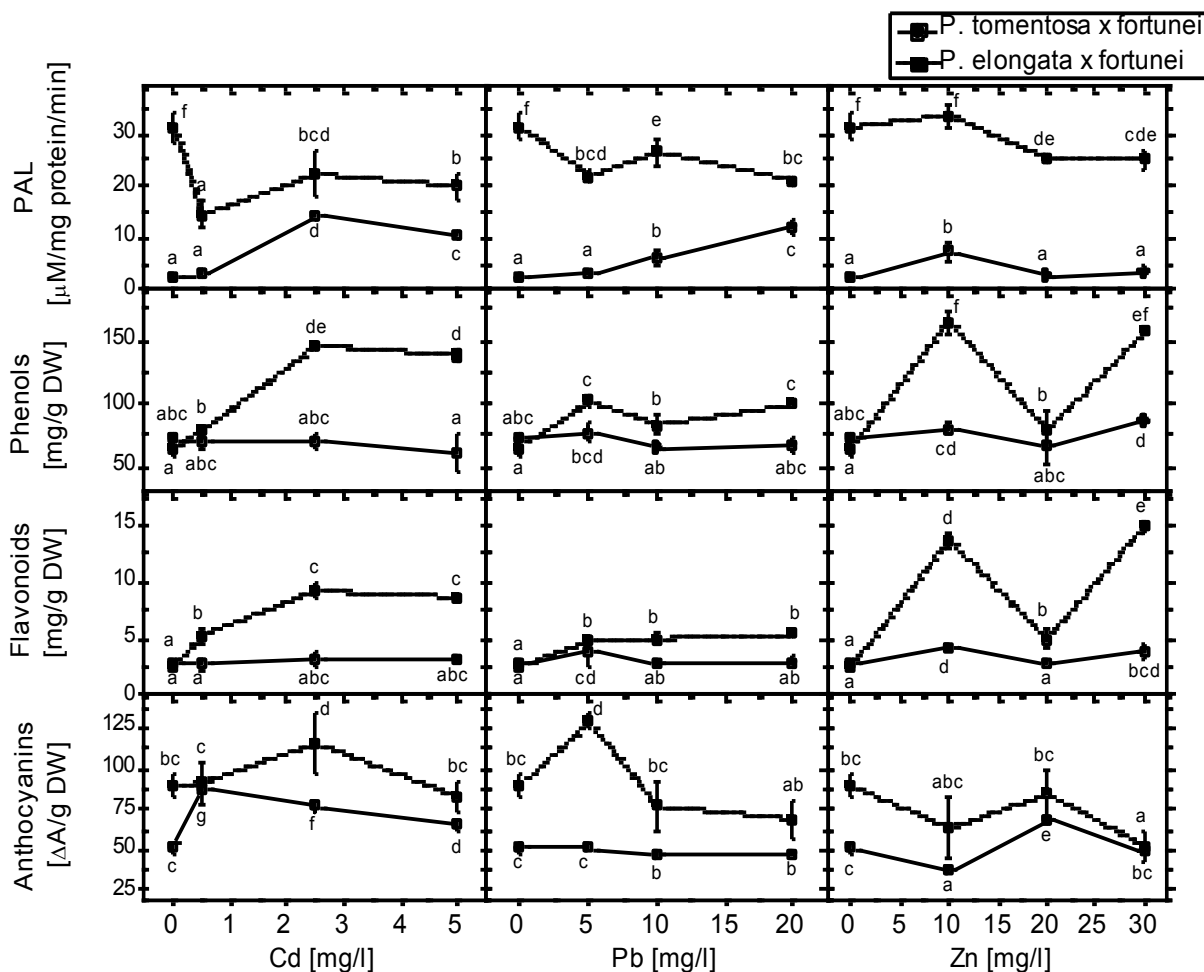 P. tomentosa x fortunei
P. elongata x fortunei
PAL
[μM/mg protein/min]
30
20
10
0
f a bcd b
a a d c
f bcd e bc
a a b c
f f de cde
a b a a
Phenols
[mg/g DW]
150
100
50
abc b de d
a abc abc a
abc c b c
a bcd ab abc
abc f b ef
a cd abc d
Flavonoids
[mg/g DW]
15
10
5
0
a b c c
a a abc abc
a b b b
a cd ab ab
a d b e
a d a bcd
Anthocyanins
[ΔA/g DW]
125
100
75
50
25
bc c d bc
c g f d
bc d bc ab
c c b b
bc abc bc a
c a e bc
0 1 2 3 4 5
0 5 10 15 20
0 5 10 15 20 25 30
Cd [mg/l]
Pb [mg/l]
Zn [mg/l]